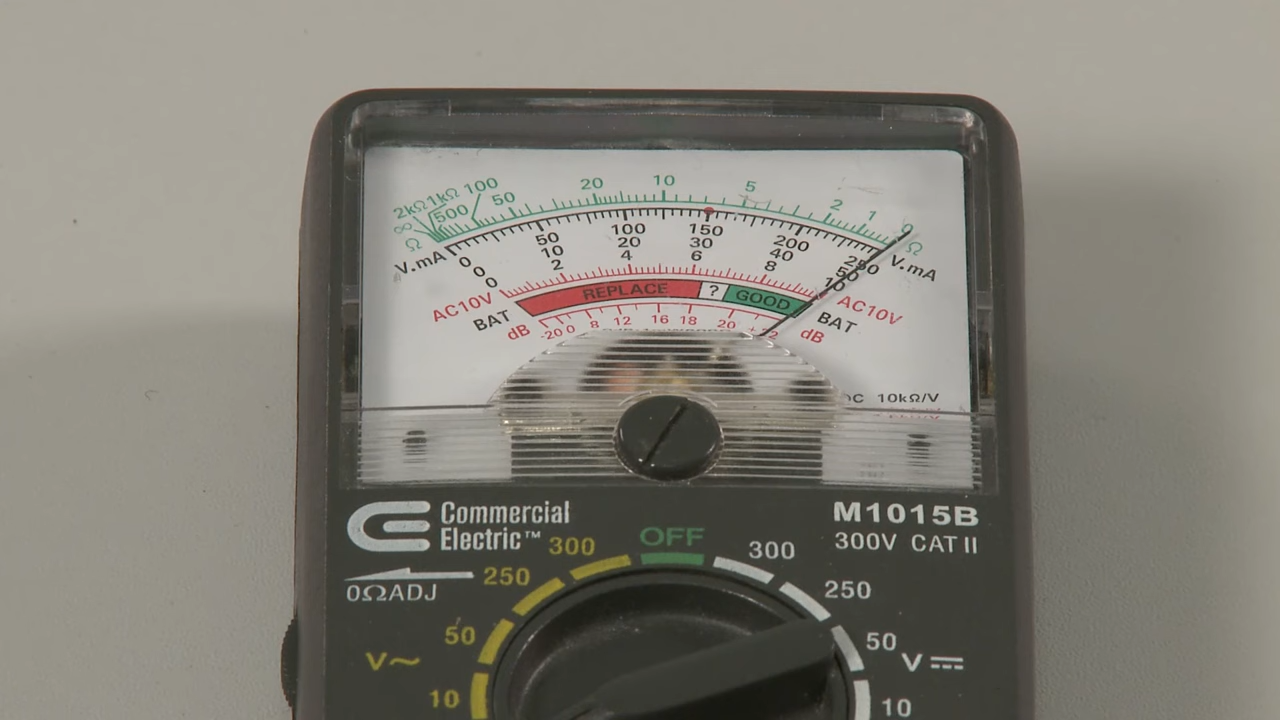 2kΩ 1kΩ 100 50 20 10 5 2 1 0
∞ 500
Ω Ω
V.mA 0 50 100 150 200 250 V.mA
0 10 20 30 40 50
0 2 4 6 8 10
AC10V REPLACE ? GOOD AC10V
BAT BAT
dB -20 0 8 12 16 18 20 dB
10kΩ/V
Commercial
Electric™
M1015B
300V CAT II
0ΩADJ
OFF
300 300
250 250
50 50
V~ V⎓
10 10